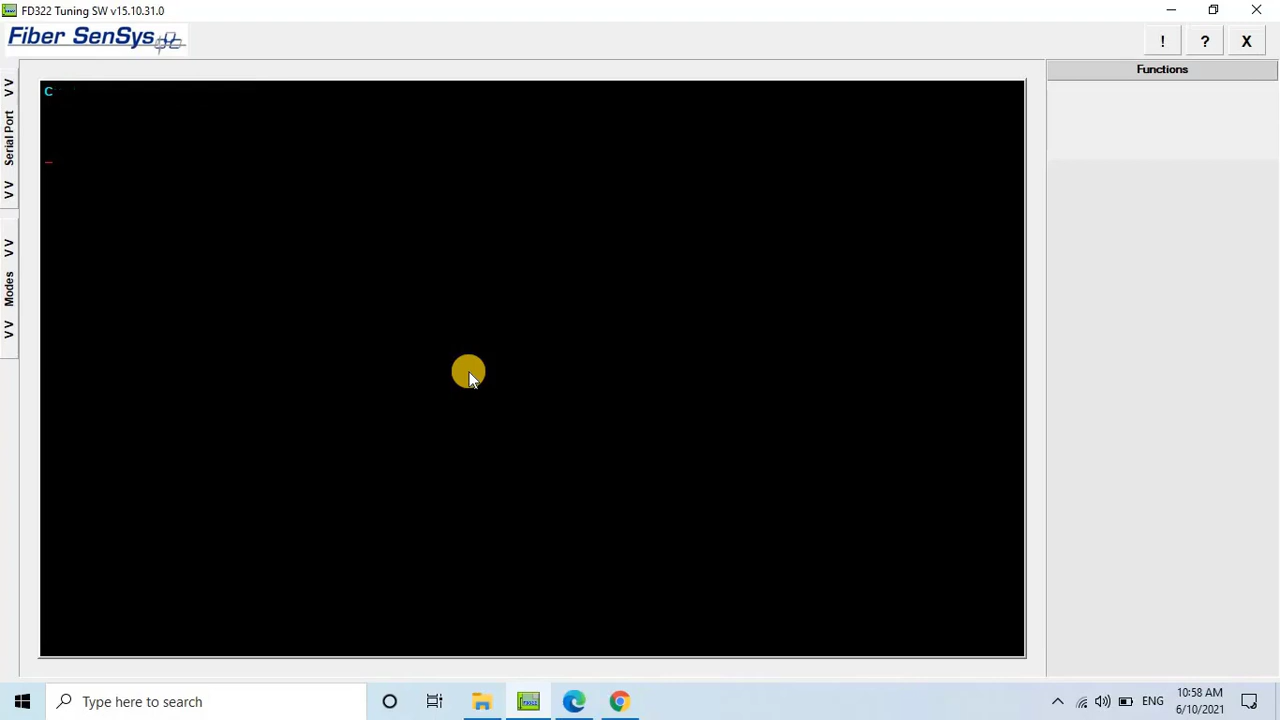 FD322 Tuning SW v15.10.31.0
Fiber SenSys
! ? X
Functions
V V Serial Port V V
V V Modes V V
C
_
Type here to search
ENG
10:58 AM
6/10/2021